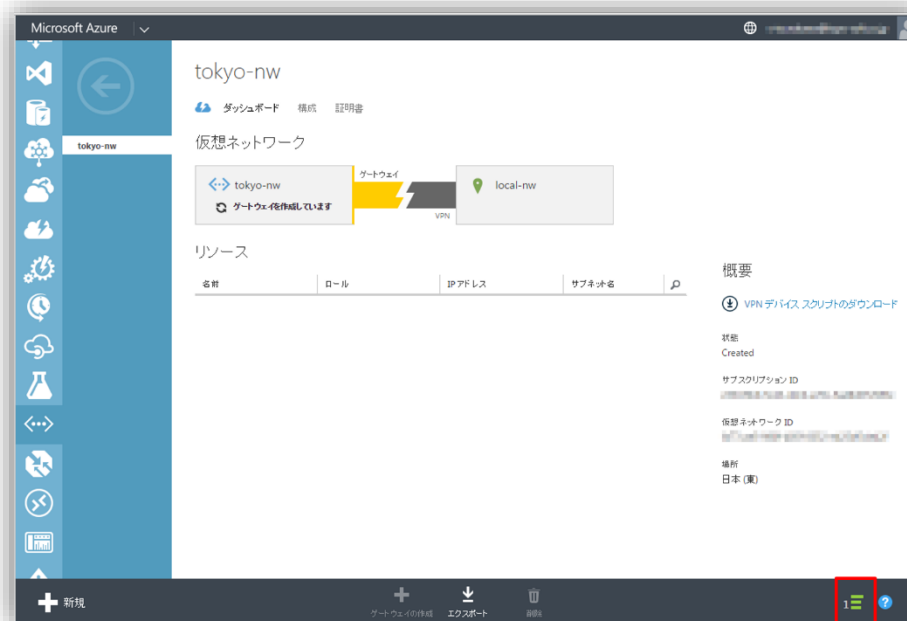 Microsoft Azure
tokyo-nw
tokyo-nw
ダッシュボード 構成 証明書
仮想ネットワーク
tokyo-nw
ゲートウェイを作成しています
ゲートウェイ
VPN
local-nw
リソース
名前 ロール IP アドレス サブネット名
概要
VPN デバイス スクリプトのダウンロード
状態
Created
サブスクリプション ID
仮想ネットワーク ID
場所
日本 (東)
新規
ゲートウェイの作成 エクスポート 削除
1
?